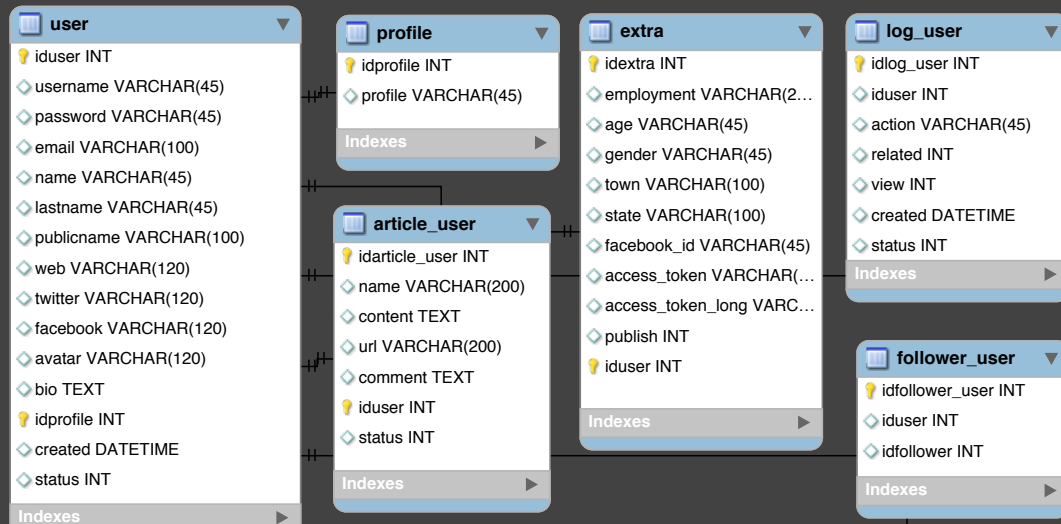 user
iduser INT
username VARCHAR(45)
password VARCHAR(45)
email VARCHAR(100)
name VARCHAR(45)
lastname VARCHAR(45)
publicname VARCHAR(100)
web VARCHAR(120)
twitter VARCHAR(120)
facebook VARCHAR(120)
avatar VARCHAR(120)
bio TEXT
idprofile INT
created DATETIME
status INT
Indexes
profile
idprofile INT
profile VARCHAR(45)
Indexes
article_user
idarticle_user INT
name VARCHAR(200)
content TEXT
url VARCHAR(200)
comment TEXT
iduser INT
status INT
Indexes
extra
idextra INT
employment VARCHAR(2...
age VARCHAR(45)
gender VARCHAR(45)
town VARCHAR(100)
state VARCHAR(100)
facebook_id VARCHAR(45)
access_token VARCHAR(...
access_token_long VARC...
publish INT
iduser INT
Indexes
log_user
idlog_user INT
iduser INT
action VARCHAR(45)
related INT
view INT
created DATETIME
status INT
Indexes
follower_user
idfollower_user INT
iduser INT
idfollower INT
Indexes